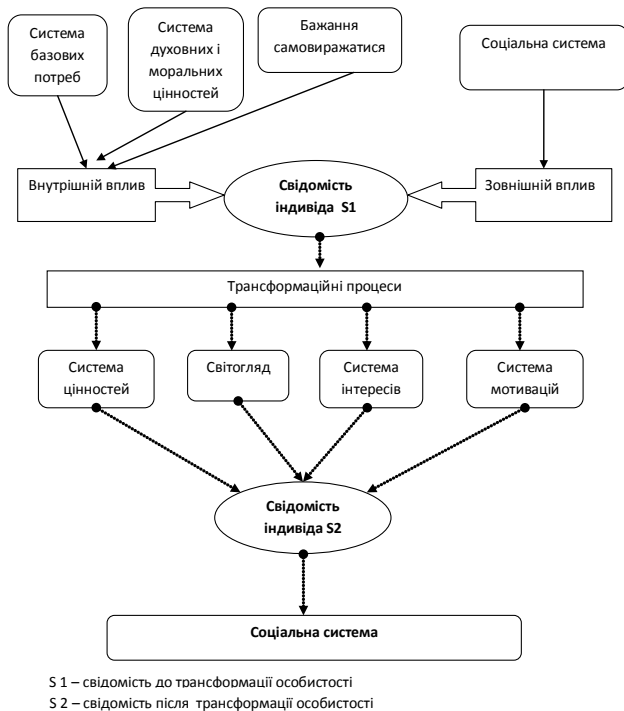 Система
базових
потреб
Система
духовних і
моральних
цінностей
Бажання
самовиражатися
Соціальна система
Внутрішній вплив
Свідомість
індивіда S1
Зовнішній вплив
Трансформаційні процеси
Система
цінностей
Світогляд
Система
інтересів
Система
мотивацій
Свідомість
індивіда S2
Соціальна система
S 1 – свідомість до трансформації особистості
S 2 – свідомість після трансформації особистості